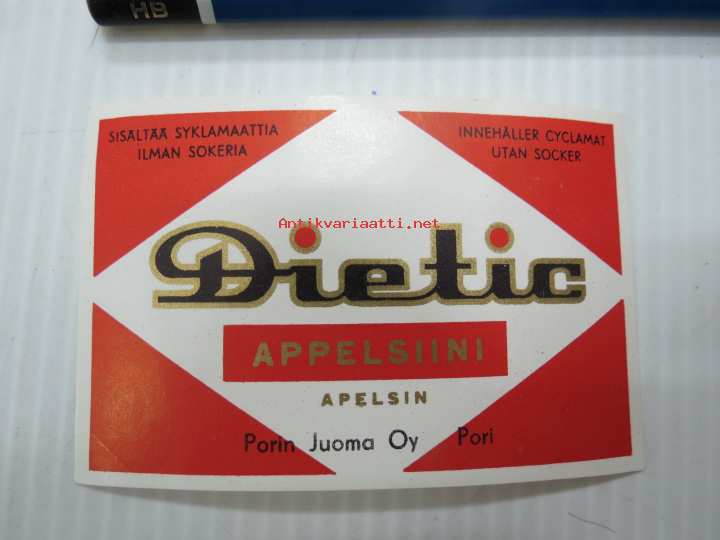 HB
SISÄLTÄÄ SYKLAMAATTIA
ILMAN SOKERIA
INNEHÅLLER CYCLAMAT
UTAN SOCKER
Antikvariaatti.net
Dietic
APPELSIINI
APELSIN
Porin Juoma Oy Pori